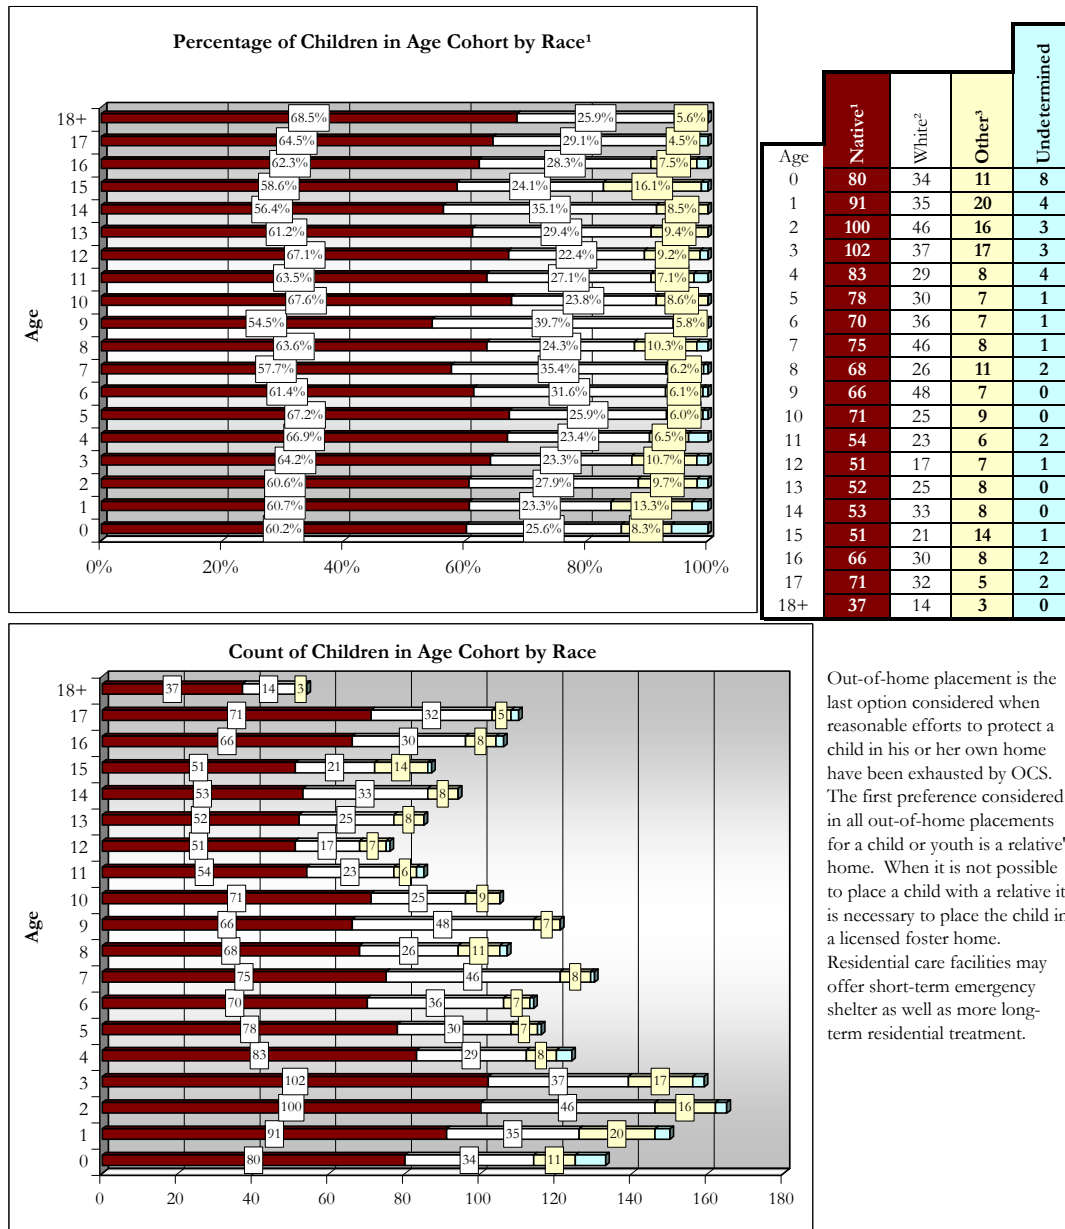 Percentage of Children in Age Cohort by Race¹
Age
18+ 68.5% 25.9% 5.6%
17 64.5% 29.1% 4.5%
16 62.3% 28.3% 7.5%
15 58.6% 24.1% 16.1%
14 56.4% 35.1% 8.5%
13 61.2% 29.4% 9.4%
12 67.1% 22.4% 9.2%
11 63.5% 27.1% 7.1%
10 67.6% 23.8% 8.6%
9 54.5% 39.7% 5.8%
8 63.6% 24.3% 10.3%
7 57.7% 35.4% 6.2%
6 61.4% 31.6% 6.1%
5 67.2% 25.9% 6.0%
4 66.9% 23.4% 6.5%
3 64.2% 23.3% 10.7%
2 60.6% 27.9% 9.7%
1 60.7% 23.3% 13.3%
0 60.2% 25.6% 8.3%
0% 20% 40% 60% 80% 100%
Age Native¹ White² Other³ Undetermined
0 80 34 11 8
1 91 35 20 4
2 100 46 16 3
3 102 37 17 3
4 83 29 8 4
5 78 30 7 1
6 70 36 7 1
7 75 46 8 1
8 68 26 11 2
9 66 48 7 0
10 71 25 9 0
11 54 23 6 2
12 51 17 7 1
13 52 25 8 0
14 53 33 8 0
15 51 21 14 1
16 66 30 8 2
17 71 32 5 2
18+ 37 14 3 0
Count of Children in Age Cohort by Race
Age
18+ 37 14 3
17 71 32 5
16 66 30 8
15 51 21 14
14 53 33 8
13 52 25 8
12 51 17 7
11 54 23 6
10 71 25 9
9 66 48 7
8 68 26 11
7 75 46 8
6 70 36 7
5 78 30 7
4 83 29 8
3 102 37 17
2 100 46 16
1 91 35 20
0 80 34 11
0 20 40 60 80 100 120 140 160 180
Out-of-home placement is the
last option considered when
reasonable efforts to protect a
child in his or her own home
have been exhausted by OCS.
The first preference considered
in all out-of-home placements
for a child or youth is a relative'
home. When it is not possible
to place a child with a relative it
is necessary to place the child in
a licensed foster home.
Residential care facilities may
offer short-term emergency
shelter as well as more long-
term residential treatment.